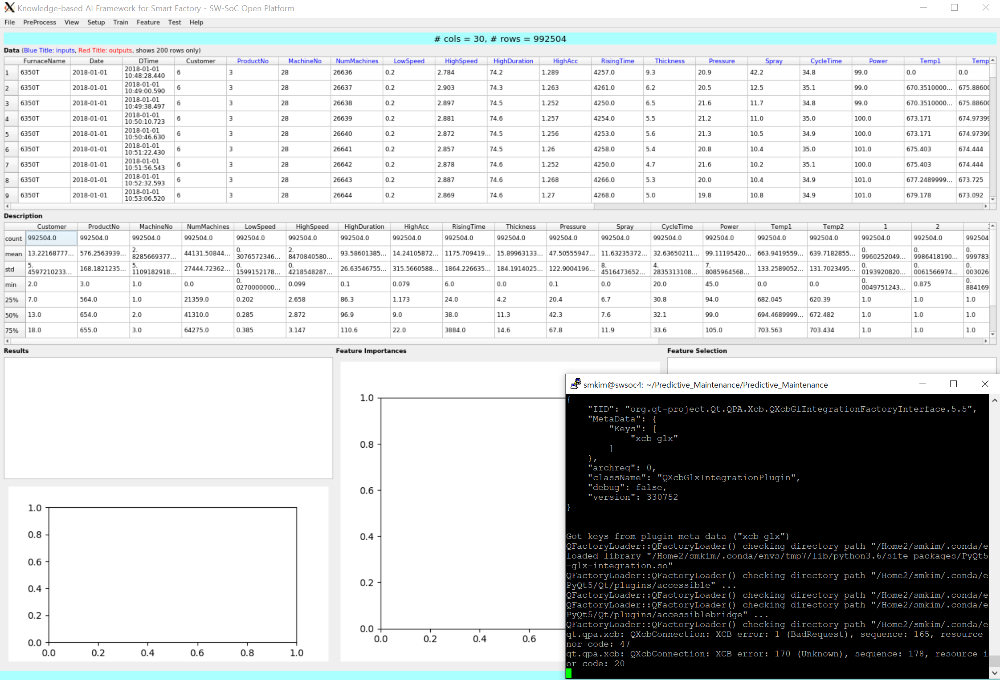 Knowledge-based AI Framework for Smart Factory - SW-SoC Open Platform
File PreProcess View Setup Train Feature Test Help
# cols = 30, # rows = 992504
Data (Blue Title: inputs, Red Title: outputs, shows 200 rows only)
FurnaceName Date DTime Customer ProductNo MachineNo NumMachines LowSpeed HighSpeed HighDuration HighAcc RisingTime Thickness Pressure Spray CycleTime Power Temp1 Temp
1 6350T 2018-01-01 2018-01-01 10:48:28.440 6 3 28 26636 0.2 2.784 74.2 1.289 4257.0 9.3 20.9 42.2 34.8 99.0 0.0 0.0
2 6350T 2018-01-01 2018-01-01 10:49:00.590 6 3 28 26637 0.2 2.903 74.3 1.263 4261.0 6.2 20.5 12.5 35.1 99.0 670.3510000... 675.88600
3 6350T 2018-01-01 2018-01-01 10:49:38.497 6 3 28 26638 0.2 2.897 74.5 1.252 4250.0 6.5 21.6 11.7 34.8 99.0 670.3510000... 675.88600
4 6350T 2018-01-01 2018-01-01 10:50:10.723 6 3 28 26639 0.2 2.881 74.6 1.257 4254.0 5.5 21.2 11.0 35.0 100.0 673.171 674.97399
5 6350T 2018-01-01 2018-01-01 10:50:46.630 6 3 28 26640 0.2 2.872 74.5 1.256 4253.0 5.6 21.3 10.5 34.9 100.0 673.171 674.97399
6 6350T 2018-01-01 2018-01-01 10:51:22.430 6 3 28 26641 0.2 2.857 74.5 1.26 4258.0 5.4 20.8 10.4 35.0 101.0 675.403 674.444
7 6350T 2018-01-01 2018-01-01 10:51:56.543 6 3 28 26642 0.2 2.878 74.6 1.252 4250.0 4.7 21.6 10.2 35.1 100.0 675.403 674.444
8 6350T 2018-01-01 2018-01-01 10:52:32.593 6 3 28 26643 0.2 2.887 74.6 1.268 4266.0 5.3 20.0 10.4 34.9 101.0 677.2489999... 673.725
9 6350T 2018-01-01 2018-01-01 10:53:06.520 6 3 28 26644 0.2 2.869 74.6 1.27 4268.0 5.0 19.8 10.8 34.9 101.0 679.178 673.092
Description
Customer ProductNo MachineNo NumMachines LowSpeed HighSpeed HighDuration HighAcc RisingTime Thickness Pressure Spray CycleTime Power Temp1 Temp2 1 2
count 992504.0 992504.0 992504.0 992504.0 992504.0 992504.0 992504.0 992504.0 992504.0 992504.0 992504.0 992504.0 992504.0 992504.0 992504.0 992504.0 992504.0 992504.0 992504
mean 13.22168777... 576.2563939... 2. 8285669377... 44131.50844... 0. 3076572346... 2. 8470840580... 93.58601385... 14.24105872... 1175.709419... 15.89963133... 47.50555947... 11.63235372... 32.63650211... 99.11195420... 663.9419559... 639.7182855... 0. 9960252049... 0. 9986418190... 0. 999783
std 5. 4597210233... 168.1821235... 5. 1109182918... 27444.72362... 0. 1599152178... 0. 4218548287... 26.63546755... 315.5660588... 1864.226635... 184.1914025... 122.9004196... 8. 4516473652... 4. 2835313108... 7. 8085964568... 133.2589052... 131.7023495... 0. 0193920820... 0. 0061566974... 0. 003026
min 2.0 3.0 1.0 0.0 0. 0270000000... 0.099 0.1 0.079 6.0 0.0 0.1 0.0 20.0 45.0 0.0 0.0 0. 0049751243... 0.875 0. 884169
25% 7.0 564.0 1.0 21359.0 0.202 2.658 86.3 1.173 24.0 4.2 20.4 6.7 30.8 94.0 682.045 620.39 1.0 1.0 1.0
50% 13.0 654.0 2.0 41310.0 0.285 2.872 96.9 9.0 38.0 11.3 42.3 7.6 32.1 99.0 694.4689999... 672.482 1.0 1.0 1.0
75% 18.0 655.0 3.0 64275.0 0.385 3.147 110.6 22.0 3884.0 14.6 67.8 11.9 33.6 105.0 703.563 703.434 1.0 1.0 1.0
Results
1.0
0.8
0.6
0.4
0.2
0.0
0.0 0.2 0.4 0.6 0.8 1.0
Feature Importances
1.0
0.8
0.6
0.4
0.2
0.0
0.0 0.2 0.4 0.6
Feature Selection
smkim@swsoc4: ~/Predictive_Maintenance/Predictive_Maintenance
{
"IID": "org.qt-project.Qt.QPA.Xcb.QXcbGlIntegrationFactoryInterface.5.5",
"MetaData": {
"Keys": [
"xcb_glx"
]
},
"archreq": 0,
"className": "QXcbGlxIntegrationPlugin",
"debug": false,
"version": 330752
}
Got keys from plugin meta data ("xcb_glx")
QFactoryLoader::QFactoryLoader() checking directory path "/Home2/smkim/.conda/e
loaded library "/Home2/smkim/.conda/envs/tmp7/lib/python3.6/site-packages/PyQt5
-glx-integration.so"
QFactoryLoader::QFactoryLoader() checking directory path "/Home2/smkim/.conda/e
PyQt5/Qt/plugins/accessible" ...
QFactoryLoader::QFactoryLoader() checking directory path "/Home2/smkim/.conda/e
QFactoryLoader::QFactoryLoader() checking directory path "/Home2/smkim/.conda/e
PyQt5/Qt/plugins/accessiblebridge" ...
QFactoryLoader::QFactoryLoader() checking directory path "/Home2/smkim/.conda/e
qt.qpa.xcb: QXcbConnection: XCB error: 1 (BadRequest), sequence: 165, resource
nor code: 47
qt.qpa.xcb: QXcbConnection: XCB error: 170 (Unknown), sequence: 178, resource i
or code: 20